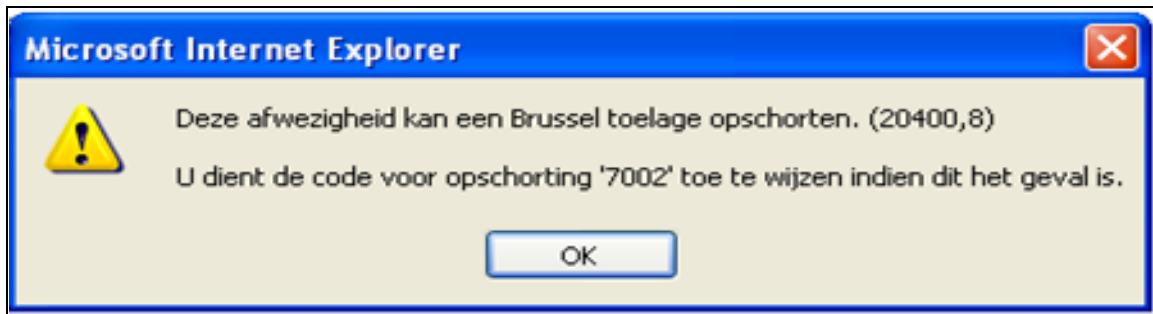 Microsoft Internet Explorer
Deze afwezigheid kan een Brussel toelage opschorten. (20400,8)
U dient de code voor opschorting '7002' toe te wijzen indien dit het geval is.
OK